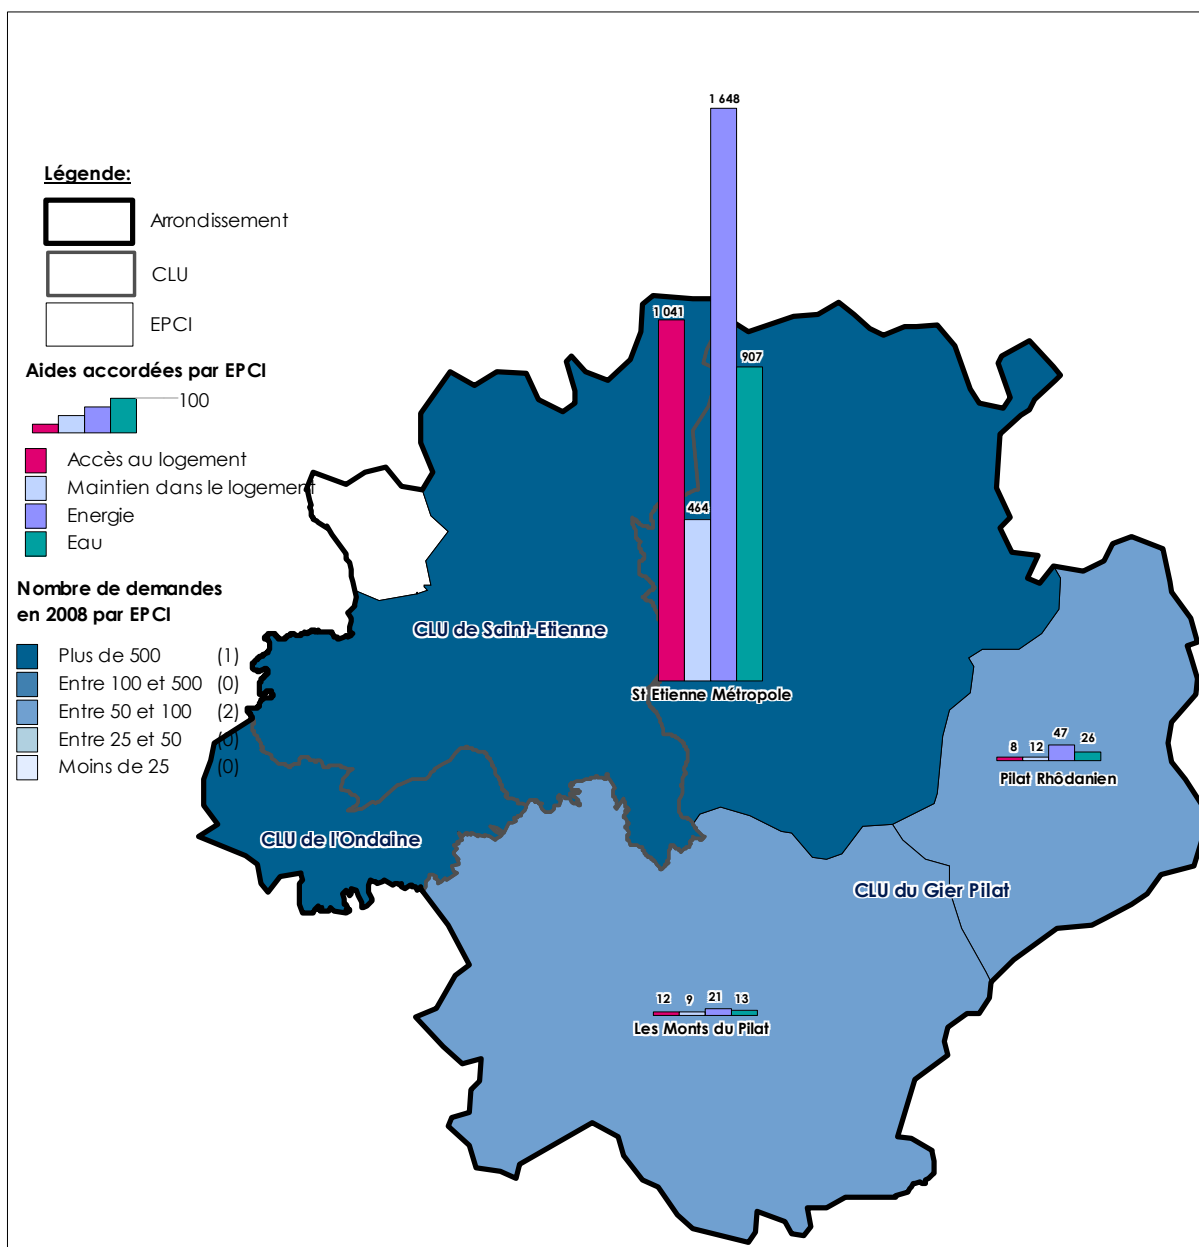 1 648
Légende:
Arrondissement
CLU
EPCI
1 041
907
Aides accordées par EPCI
100
Accès au logement
Maintien dans le logement
Energie
Eau
464
Nombre de demandes
en 2008 par EPCI
Plus de 500 (1)
Entre 100 et 500 (0)
Entre 50 et 100 (2)
Entre 25 et 50 (0)
Moins de 25 (0)
CLU de Saint-Etienne
St Etienne Métropole
8 12 47 26
Pilat Rhôdanien
CLU de l'Ondaine
CLU du Gier Pilat
12 9 21 13
Les Monts du Pilat